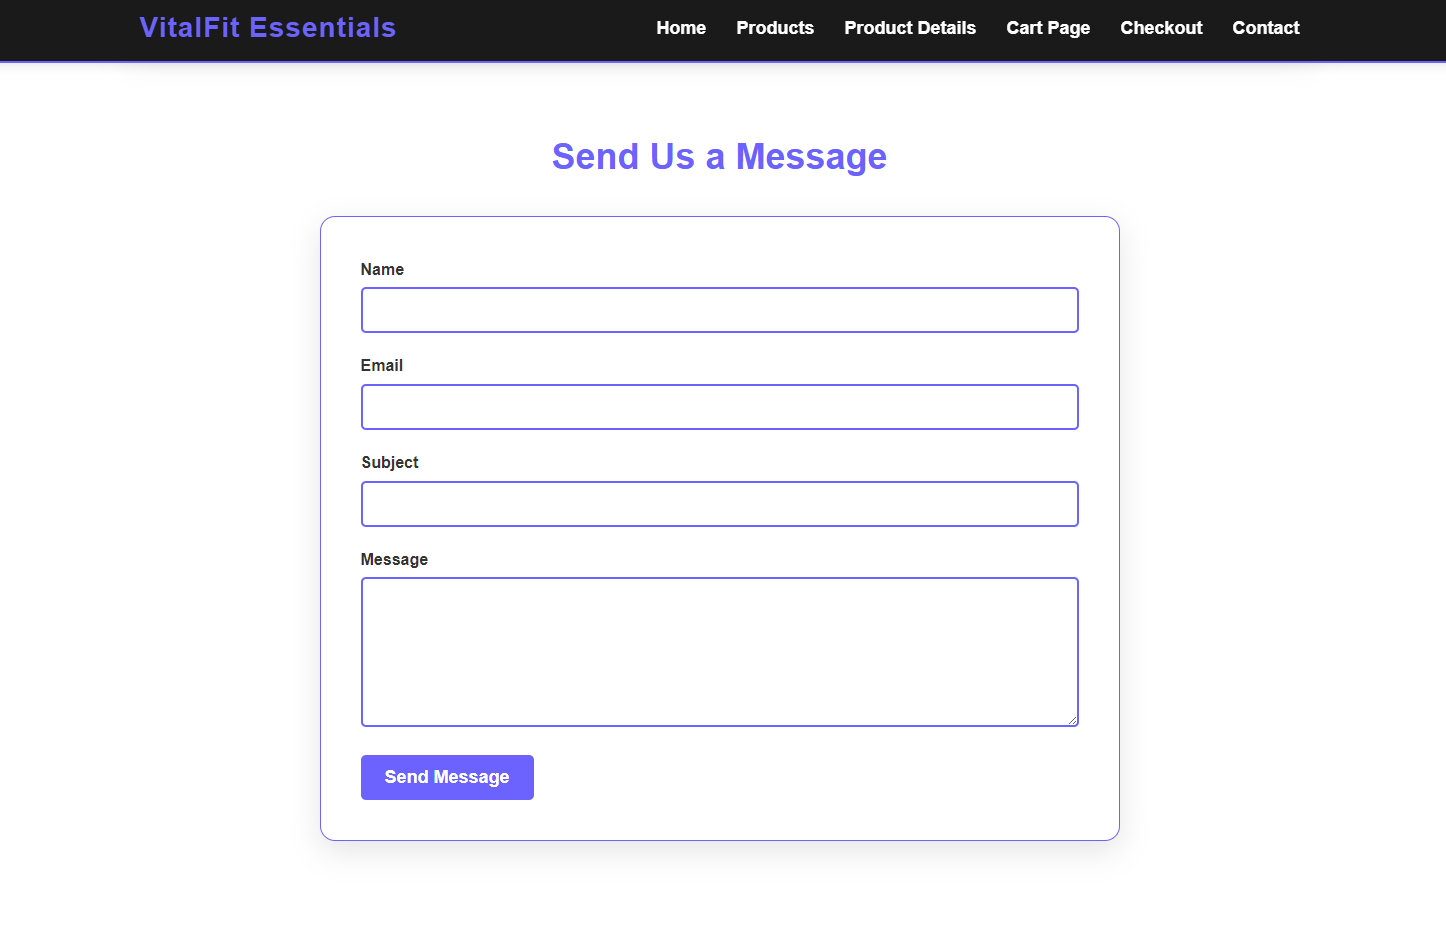 VitalFit Essentials Home Products Product Details Cart Page Checkout Contact
Send Us a Message
Name
Email
Subject
Message
Send Message